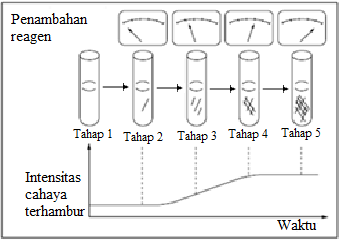 Penambahan
reagen
Tahap 1 Tahap 2 Tahap 3 Tahap 4 Tahap 5
Intensitas
cahaya
terhambur
Waktu